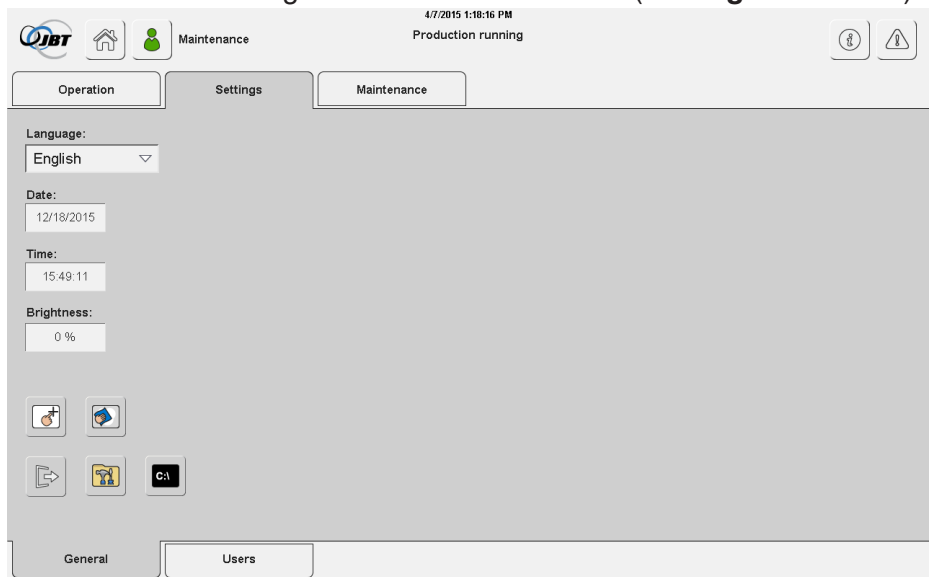 4/7/2015 1:18:16 PM
JBT
Maintenance
Production running
Operation
Settings
Maintenance
Language:
English
Date:
12/18/2015
Time:
15:49:11
Brightness:
0 %
C:\
General
Users